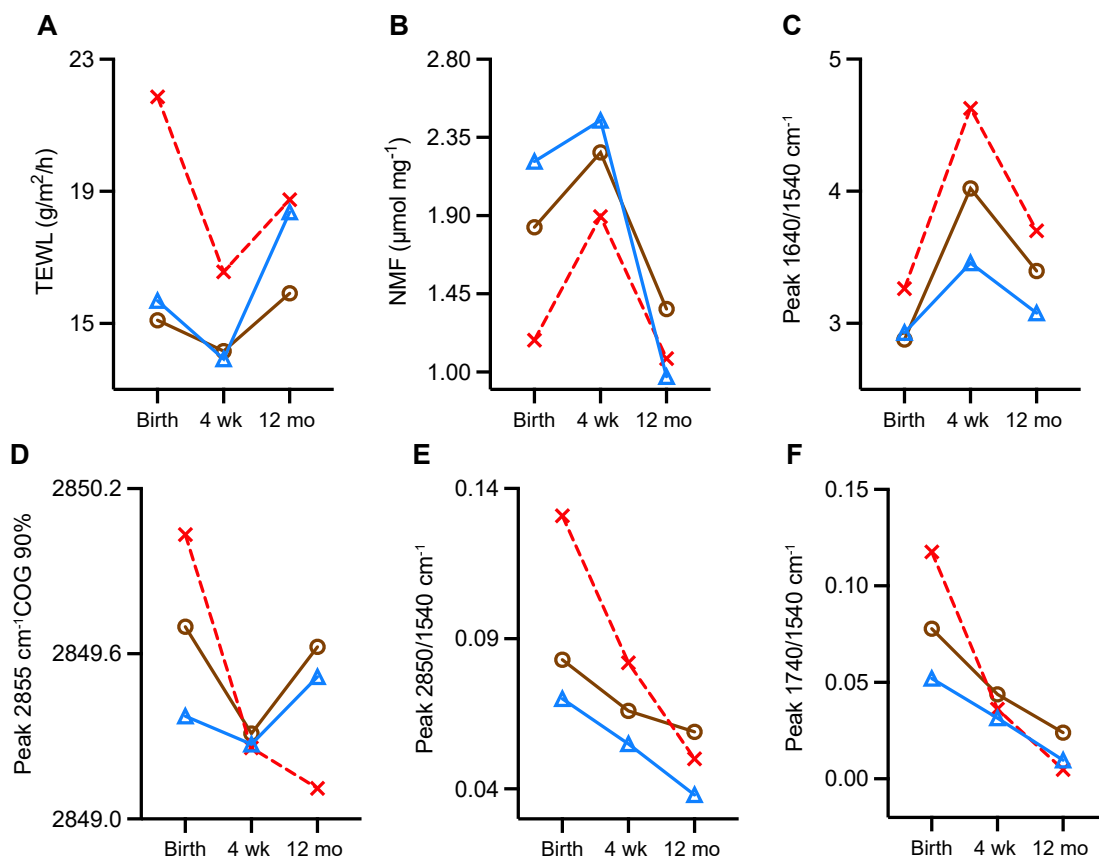 A
TEWL (g/m²/h)
23
19
15
Birth 4 wk 12 mo
B
NMF (µmol mg⁻¹)
2.80
2.35
1.90
1.45
1.00
Birth 4 wk 12 mo
C
Peak 1640/1540 cm⁻¹
5
4
3
Birth 4 wk 12 mo
D
Peak 2855 cm⁻¹COG 90%
2850.2
2849.6
2849.0
Birth 4 wk 12 mo
E
Peak 2850/1540 cm⁻¹
0.14
0.09
0.04
Birth 4 wk 12 mo
F
Peak 1740/1540 cm⁻¹
0.15
0.10
0.05
0.00
Birth 4 wk 12 mo